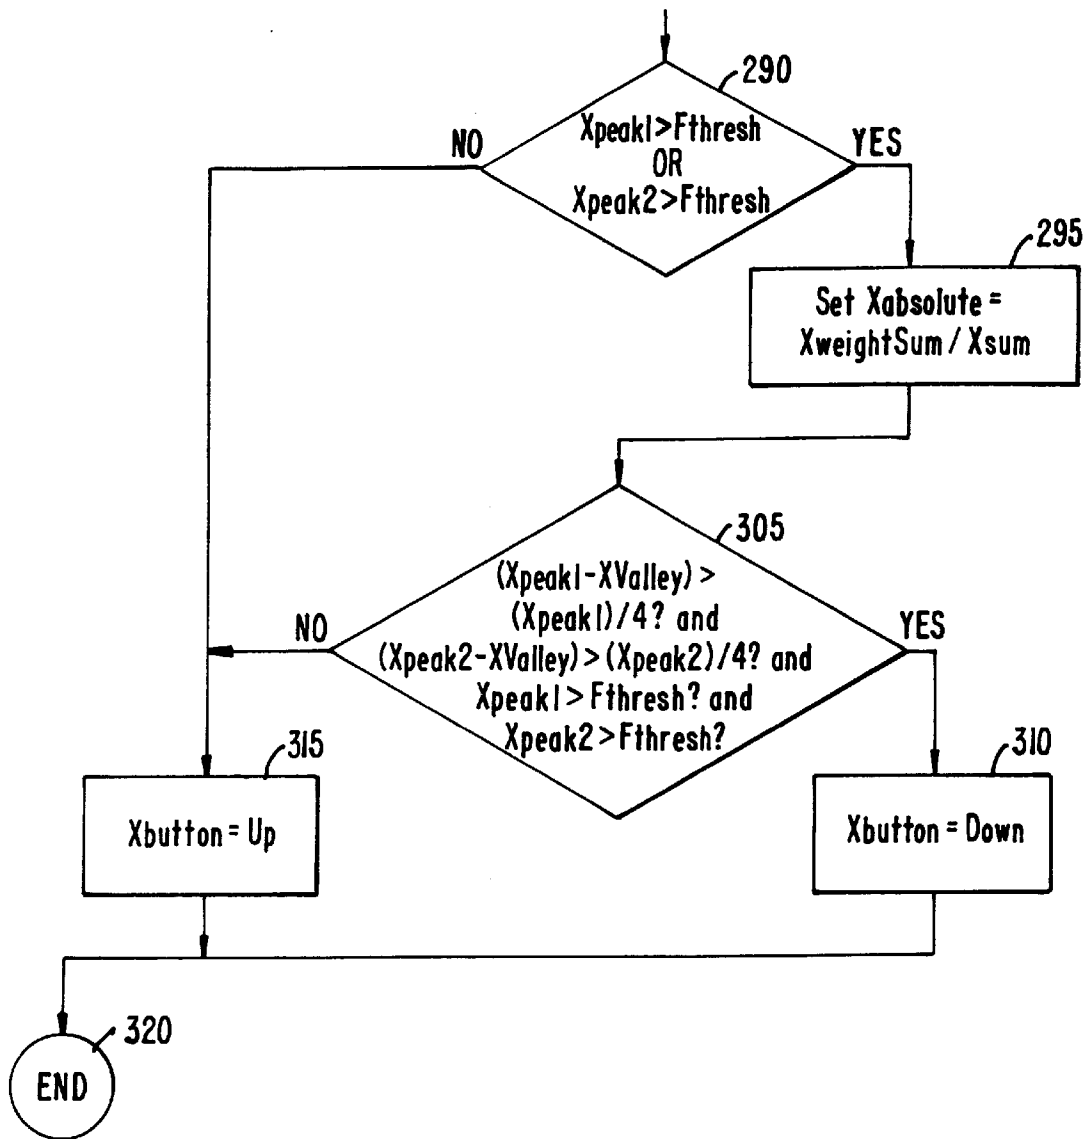 290
Xpeak1>Fthresh
OR
Xpeak2>Fthresh
NO
YES
295
Set Xabsolute =
XweightSum / Xsum
305
(Xpeak1-XValley) >
(Xpeak1)/4? and
(Xpeak2-XValley) > (Xpeak2)/4? and
Xpeak1 > Fthresh? and
Xpeak2 > Fthresh?
NO
YES
315
Xbutton = Up
310
Xbutton = Down
320
END